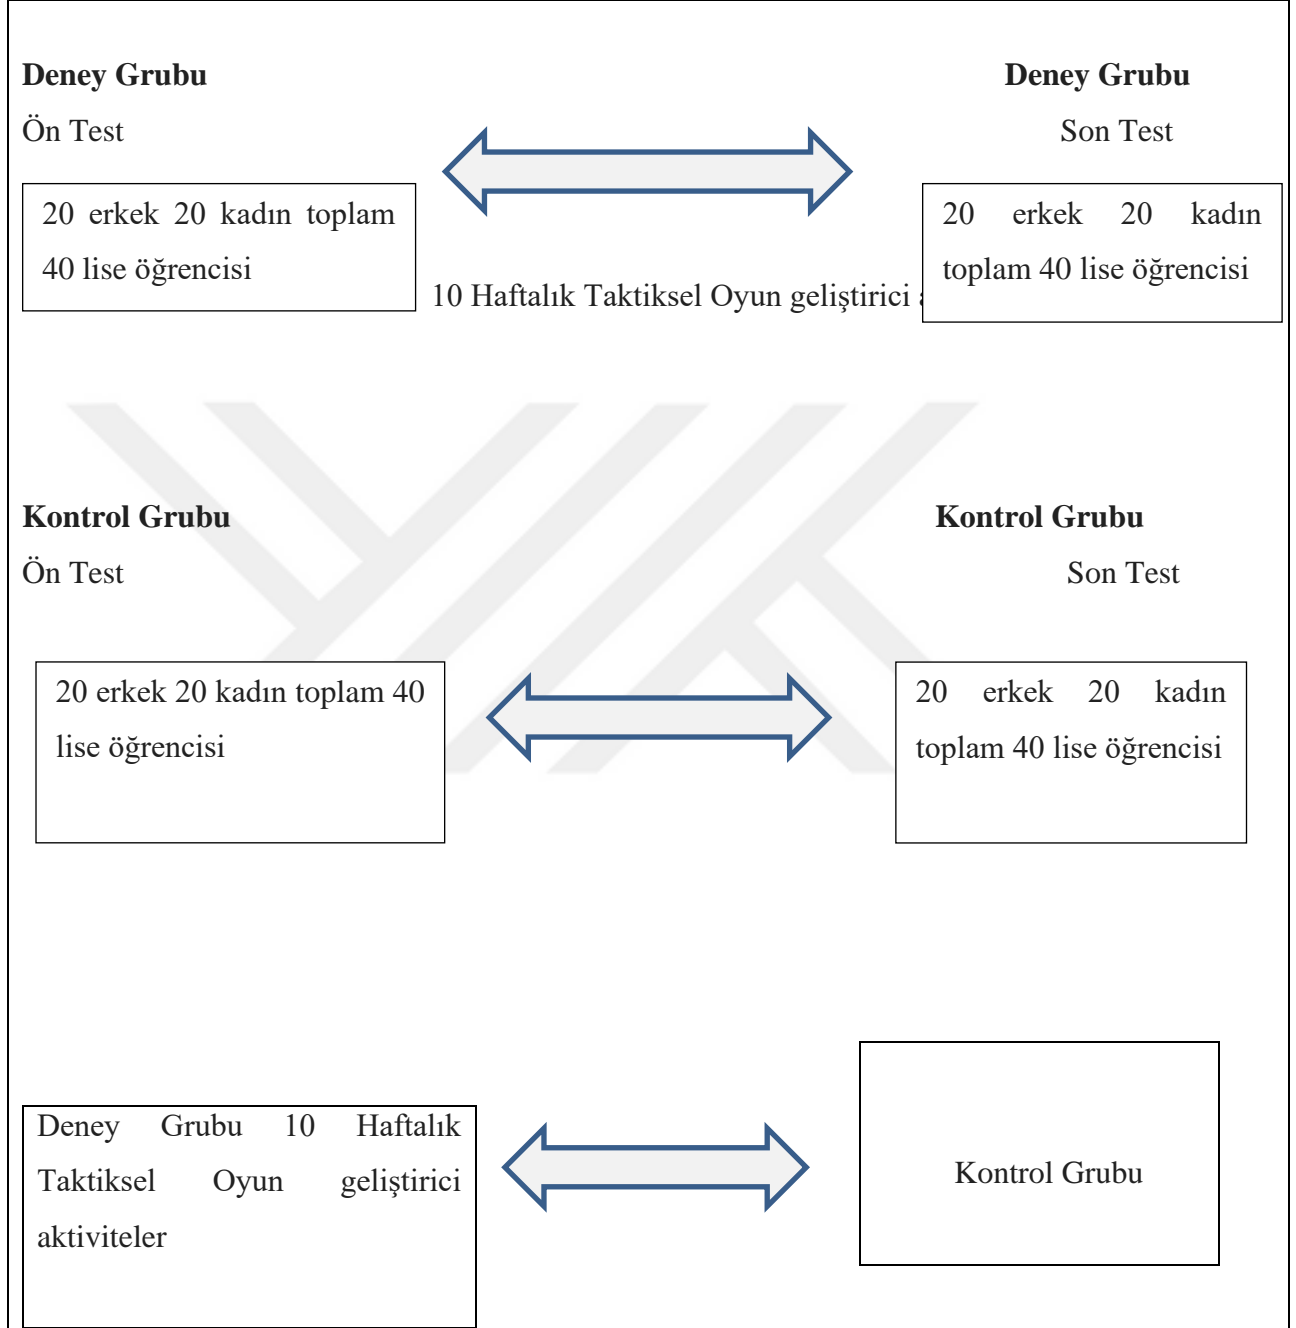 Deney Grubu Deney Grubu
Ön Test Son Test
20 erkek 20 kadın toplam
40 lise öğrencisi
20 erkek 20 kadın
toplam 40 lise öğrencisi
10 Haftalık Taktiksel Oyun geliştirici
Kontrol Grubu Kontrol Grubu
Ön Test Son Test
20 erkek 20 kadın toplam 40
lise öğrencisi
20 erkek 20 kadın
toplam 40 lise öğrencisi
Deney Grubu 10 Haftalık
Taktiksel Oyun geliştirici
aktiviteler
Kontrol Grubu